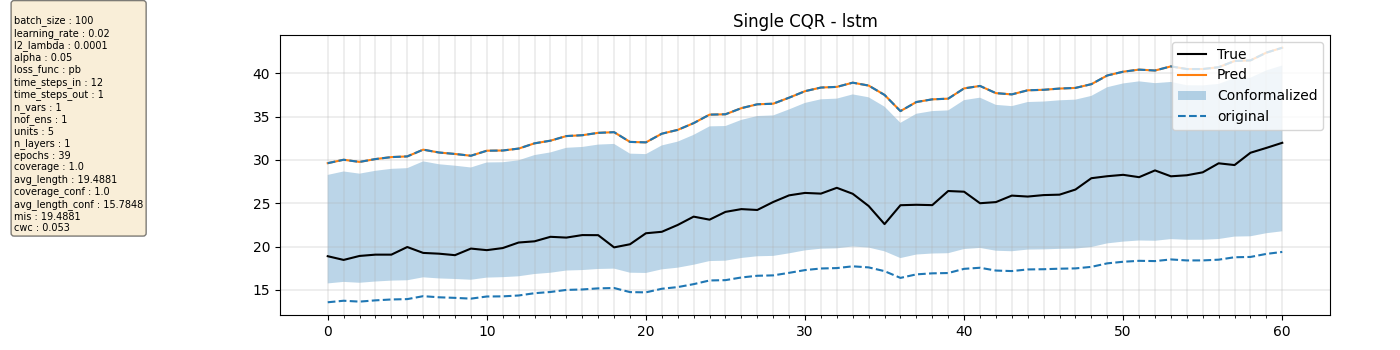 batch_size : 100
learning_rate : 0.02
l2_lambda : 0.0001
alpha : 0.05
loss_func : pb
time_steps_in : 12
time_steps_out : 1
n_vars : 1
nof_ens : 1
units : 5
n_layers : 1
epochs : 39
coverage : 1.0
avg_length : 19.4881
coverage_conf : 1.0
avg_length_conf : 15.7848
mis : 19.4881
cwc : 0.053
Single CQR - lstm
40
35
30
25
20
15
0 10 20 30 40 50 60
True
Pred
Conformalized
original